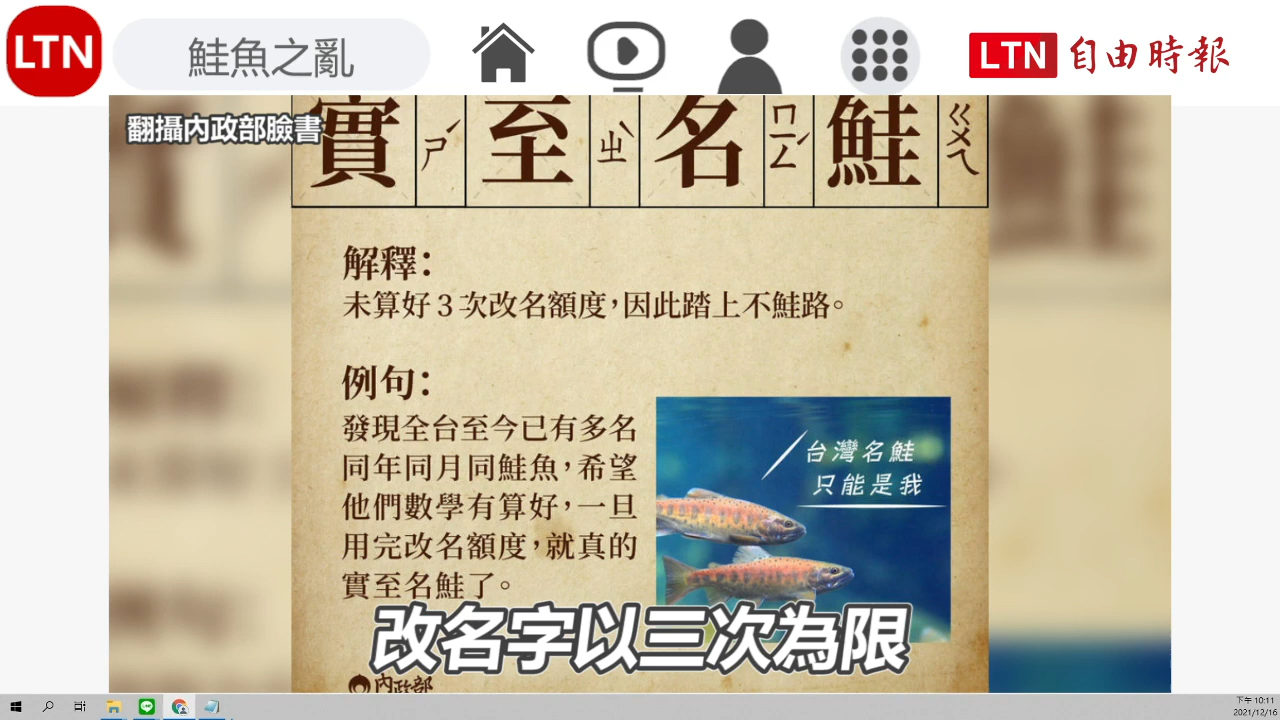 LTN
鮭魚之亂
LTN 自由時報
翻攝內政部臉書
實 ㄕˊ 至 ㄓˋ 名 ㄇㄧㄥˊ 鮭 ㄍㄨㄟ
解釋：
未算好3次改名額度，因此踏上不鮭路。
例句：
發現全台至今已有多名
同年同月同鮭魚，希望
他們數學有算好，一旦
用完改名額度，就真的
實至名鮭了。
台灣名鮭
只能是我
改名字以三次為限
內政部
下午 10:11
2021/12/16